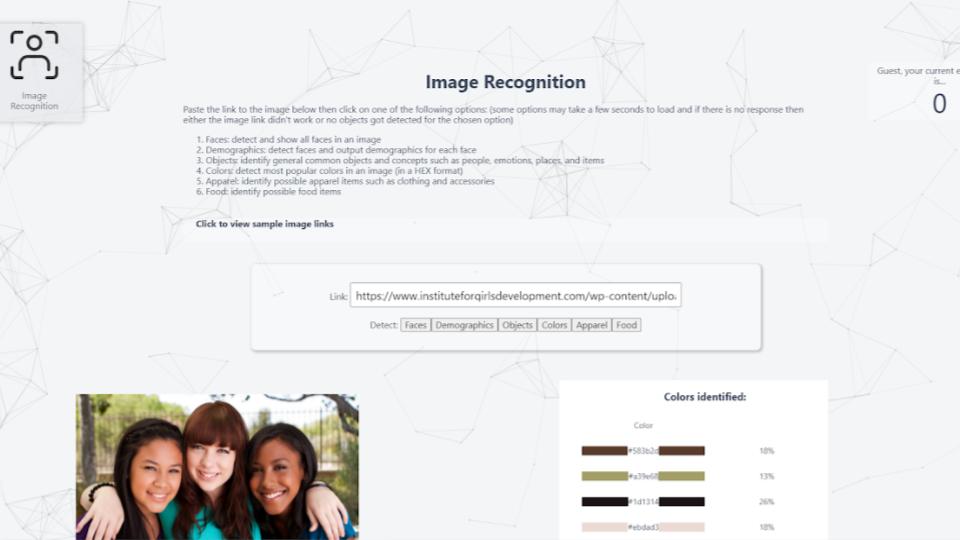 Image
Recognition
Image Recognition
Guest, your current e
is...
0
Paste the link to the image below then click on one of the following options: (some options may take a few seconds to load and if there is no response then
either the image link didn't work or no objects got detected for the chosen option)
1. Faces: detect and show all faces in an image
2. Demographics: detect faces and output demographics for each face
3. Objects: identify general common objects and concepts such as people, emotions, places, and items
4. Colors: detect most popular colors in an image (in a HEX format)
5. Apparel: identify possible apparel items such as clothing and accessories
6. Food: identify possible food items
Click to view sample image links
Link: https://www.instituteforgirlsdevelopment.com/wp-content/uploa
Detect: Faces Demographics Objects Colors Apparel Food
Colors identified:
Color
#583b2d 18%
#a39e68 13%
#1d1314 26%
#ebdad3 18%